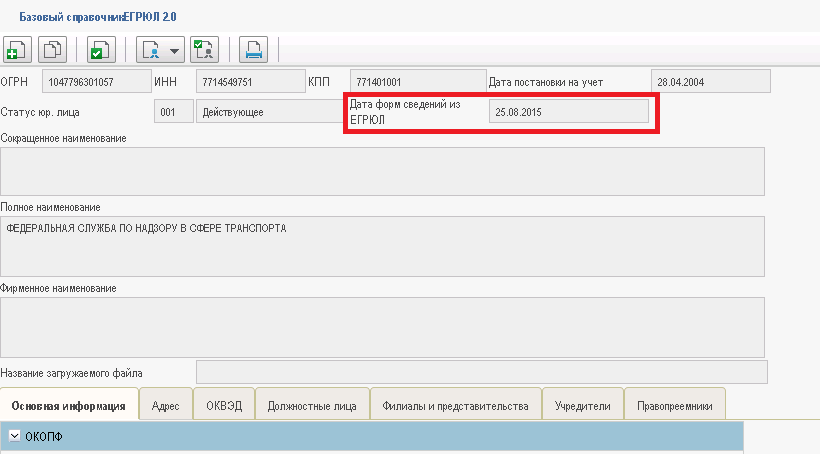 Базовый справочникЕГРЮЛ 2.0
ОГРН 1047796301057 ИНН 7714549751 КПП 771401001 Дата постановки на учет 28.04.2004
Статус юр. лица 001 Действующее Дата форм сведений из ЕГРЮЛ 25.08.2015
Сокращенное наименование
Полное наименование
ФЕДЕРАЛЬНАЯ СЛУЖБА ПО НАДЗОРУ В СФЕРЕ ТРАНСПОРТА
Фирменное наименование
Название загружаемого файла
Основная информация Адрес ОКВЭД Должностные лица Филиалы и представительства Учредители Правопреемники
ОКОПФ